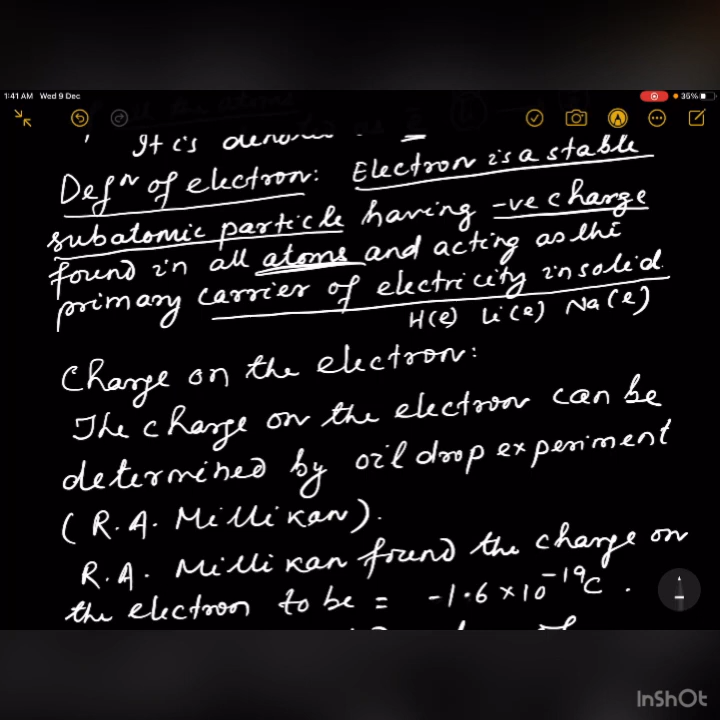 1:41 AM Wed 9 Dec
35%
It is
Defⁿ of electron: Electron is a stable
subatomic particle having -ve charge
found in all atoms and acting as the
primary carrier of electricity in solid.
H(e) Li(e) Na(e)
Charge on the electron:
The charge on the electron can be
determined by oil drop experiment
(R.A. Millikan).
R.A. Millikan found the charge on
the electron to be = -1.6×10⁻¹⁹C.
InShOt